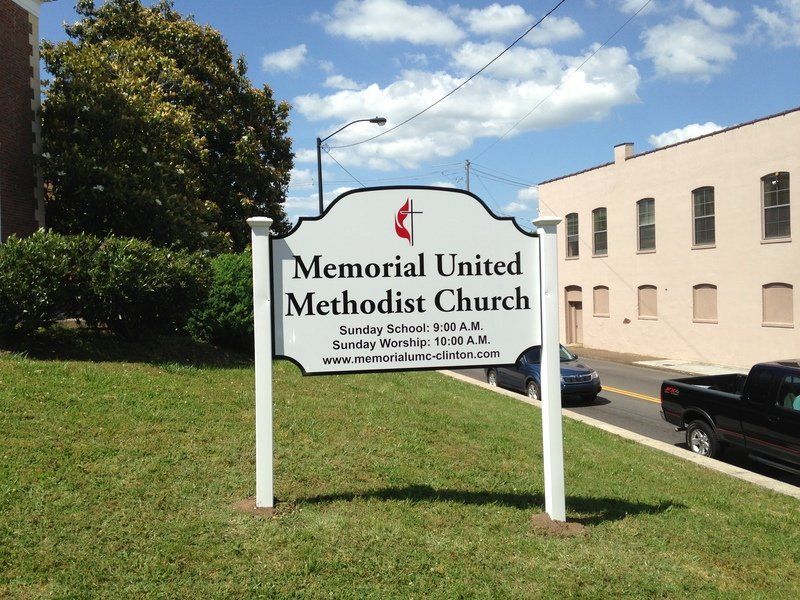 Memorial United
Methodist Church
Sunday School: 9:00 A.M.
Sunday Worship: 10:00 A.M.
www.memorialumc-clinton.com